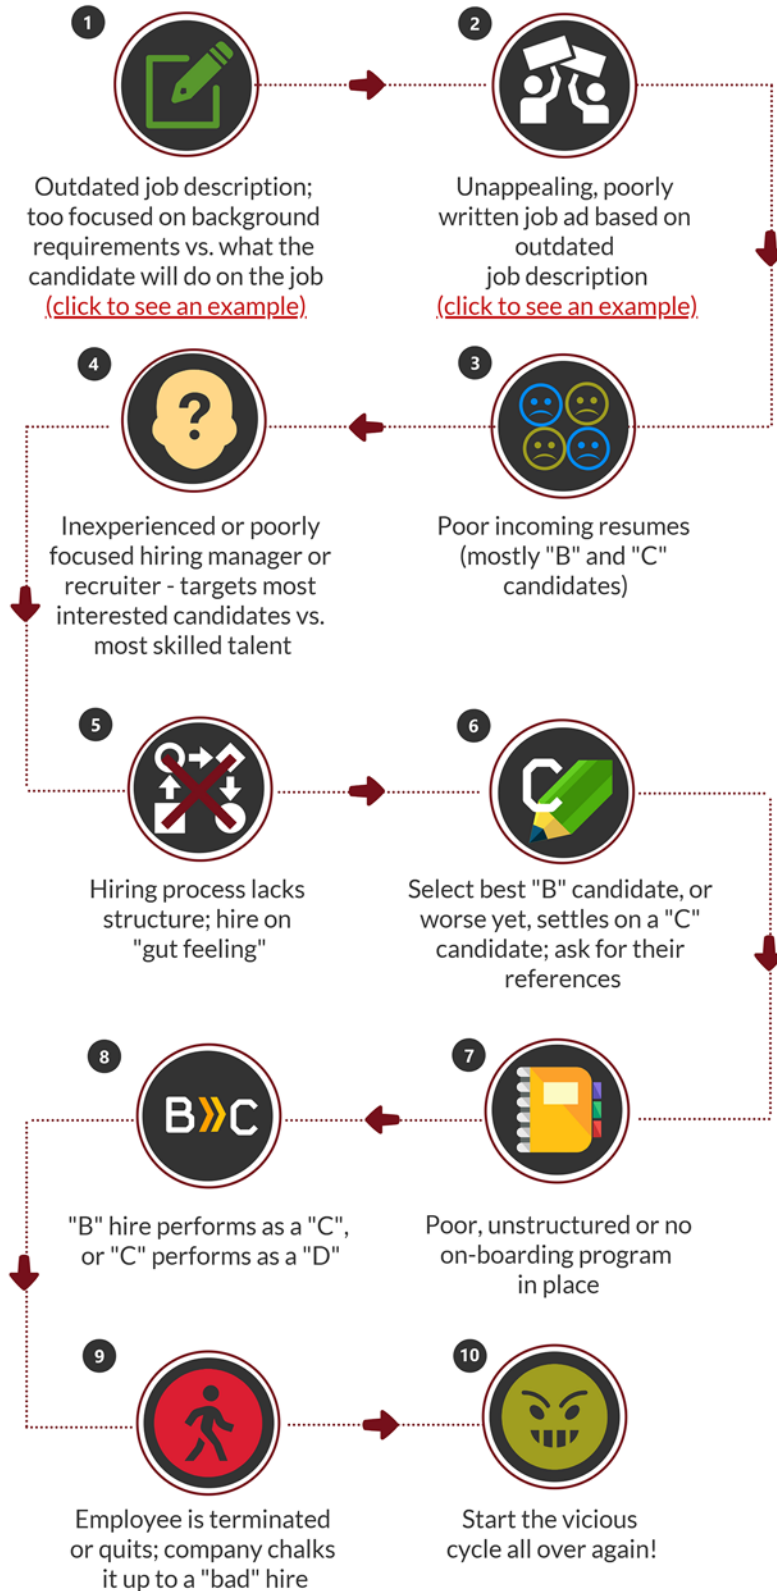 1
Outdated job description;
too focused on background
requirements vs. what the
candidate will do on the job
(click to see an example)
2
Unappealing, poorly
written job ad based on
outdated
job description
(click to see an example)
3
Poor incoming resumes
(mostly "B" and "C"
candidates)
4
?
Inexperienced or poorly
focused hiring manager or
recruiter - targets most
interested candidates vs.
most skilled talent
5
Hiring process lacks
structure; hire on
"gut feeling"
6
C
Select best "B" candidate, or
worse yet, settles on a "C"
candidate; ask for their
references
7
Poor, unstructured or no
on-boarding program
in place
8
B»C
"B" hire performs as a "C",
or "C" performs as a "D"
9
Employee is terminated
or quits; company chalks
it up to a "bad" hire
10
Start the vicious
cycle all over again!